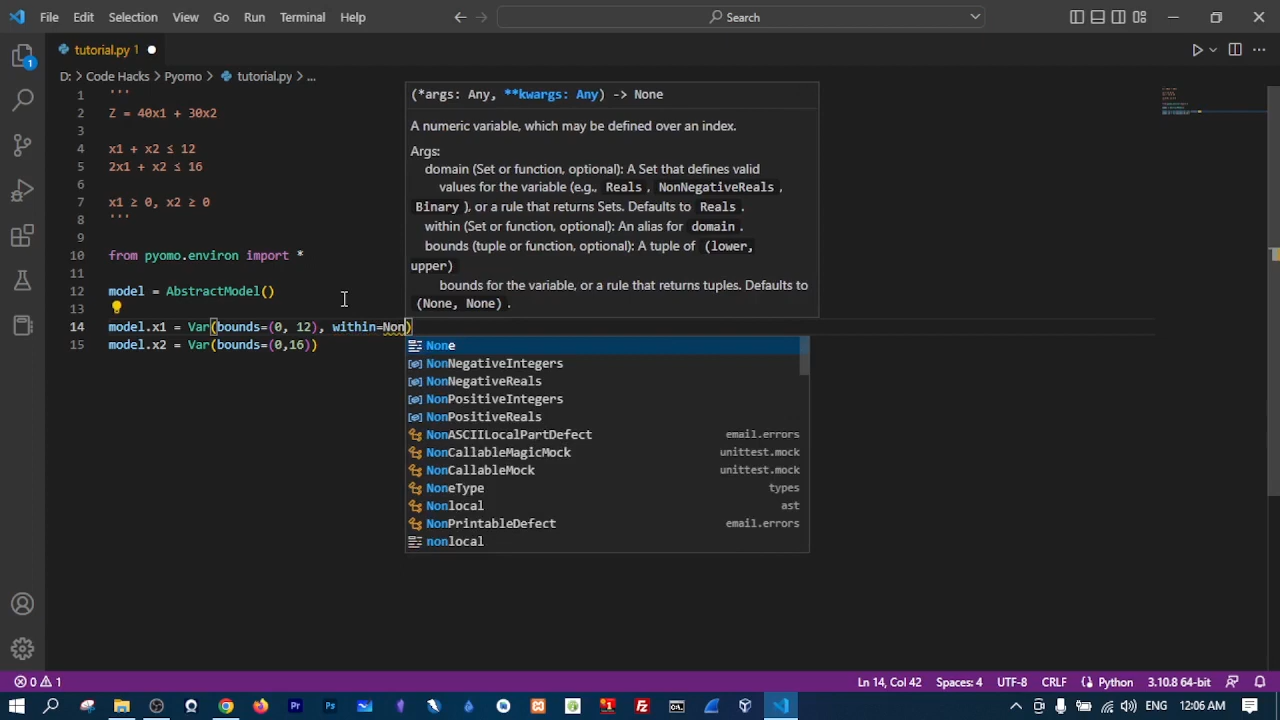 File Edit Selection View Go Run Terminal Help
Search
tutorial.py 1
D: > Code Hacks > Pyomo > tutorial.py > ...
1 '''
2 Z = 40x1 + 30x2
3
4 x1 + x2 ≤ 12
5 2x1 + x2 ≤ 16
6
7 x1 ≥ 0, x2 ≥ 0
8 '''
9
10 from pyomo.environ import *
11
12 model = AbstractModel()
13
14 model.x1 = Var(bounds=(0, 12), within=Non)
15 model.x2 = Var(bounds=(0,16))
(*args: Any, **kwargs: Any) -> None
A numeric variable, which may be defined over an index.
Args:
domain (Set or function, optional): A Set that defines valid
values for the variable (e.g., Reals, NonNegativeReals,
Binary), or a rule that returns Sets. Defaults to Reals.
within (Set or function, optional): An alias for domain.
bounds (tuple or function, optional): A tuple of (lower,
upper)
bounds for the variable, or a rule that returns tuples. Defaults to
(None, None).
None
NonNegativeIntegers
NonNegativeReals
NonPositiveIntegers
NonPositiveReals
NonASCIILocalPartDefect email.errors
NonCallableMagicMock unittest.mock
NonCallableMock unittest.mock
NoneType types
Nonlocal ast
NonPrintableDefect email.errors
nonlocal
0 1
Ln 14, Col 42 Spaces: 4 UTF-8 CRLF Python 3.10.8 64-bit
12:06 AM